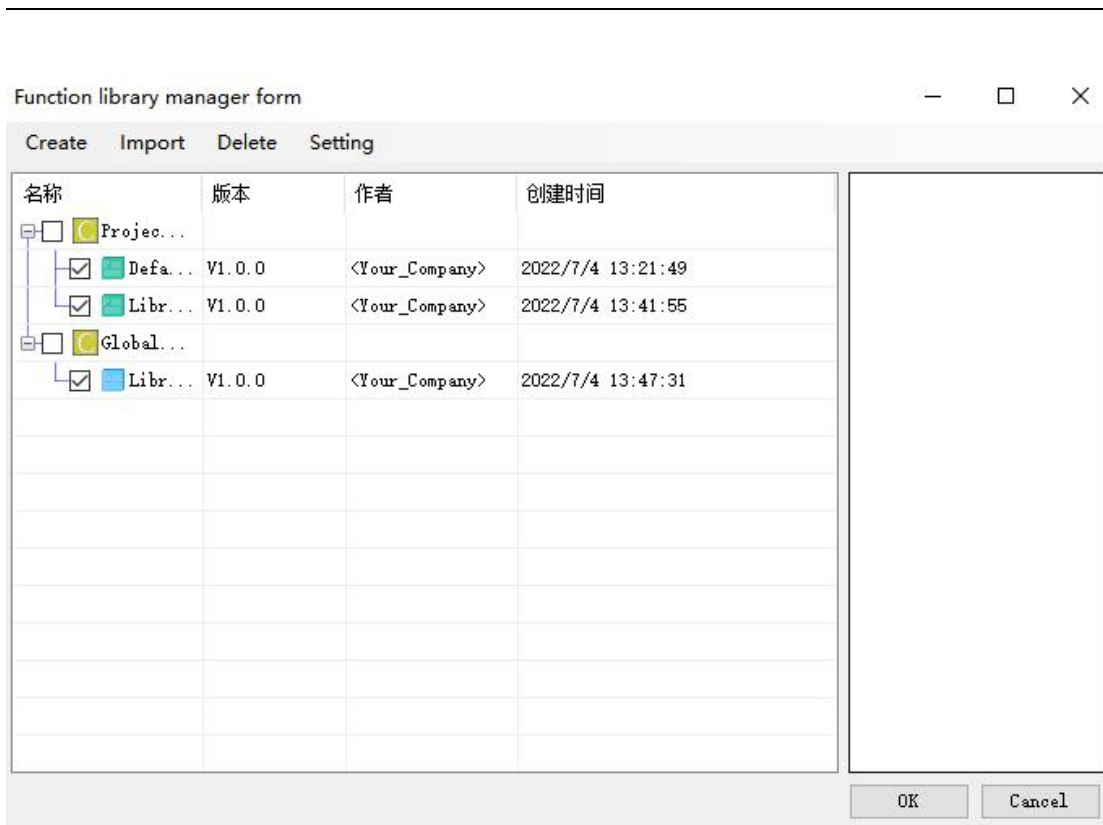 Function library manager form
Create Import Delete Setting
名称 版本 作者 创建时间
Projec...
Defa... V1.0.0 <Your_Company> 2022/7/4 13:21:49
Libr... V1.0.0 <Your_Company> 2022/7/4 13:41:55
Global...
Libr... V1.0.0 <Your_Company> 2022/7/4 13:47:31
OK Cancel